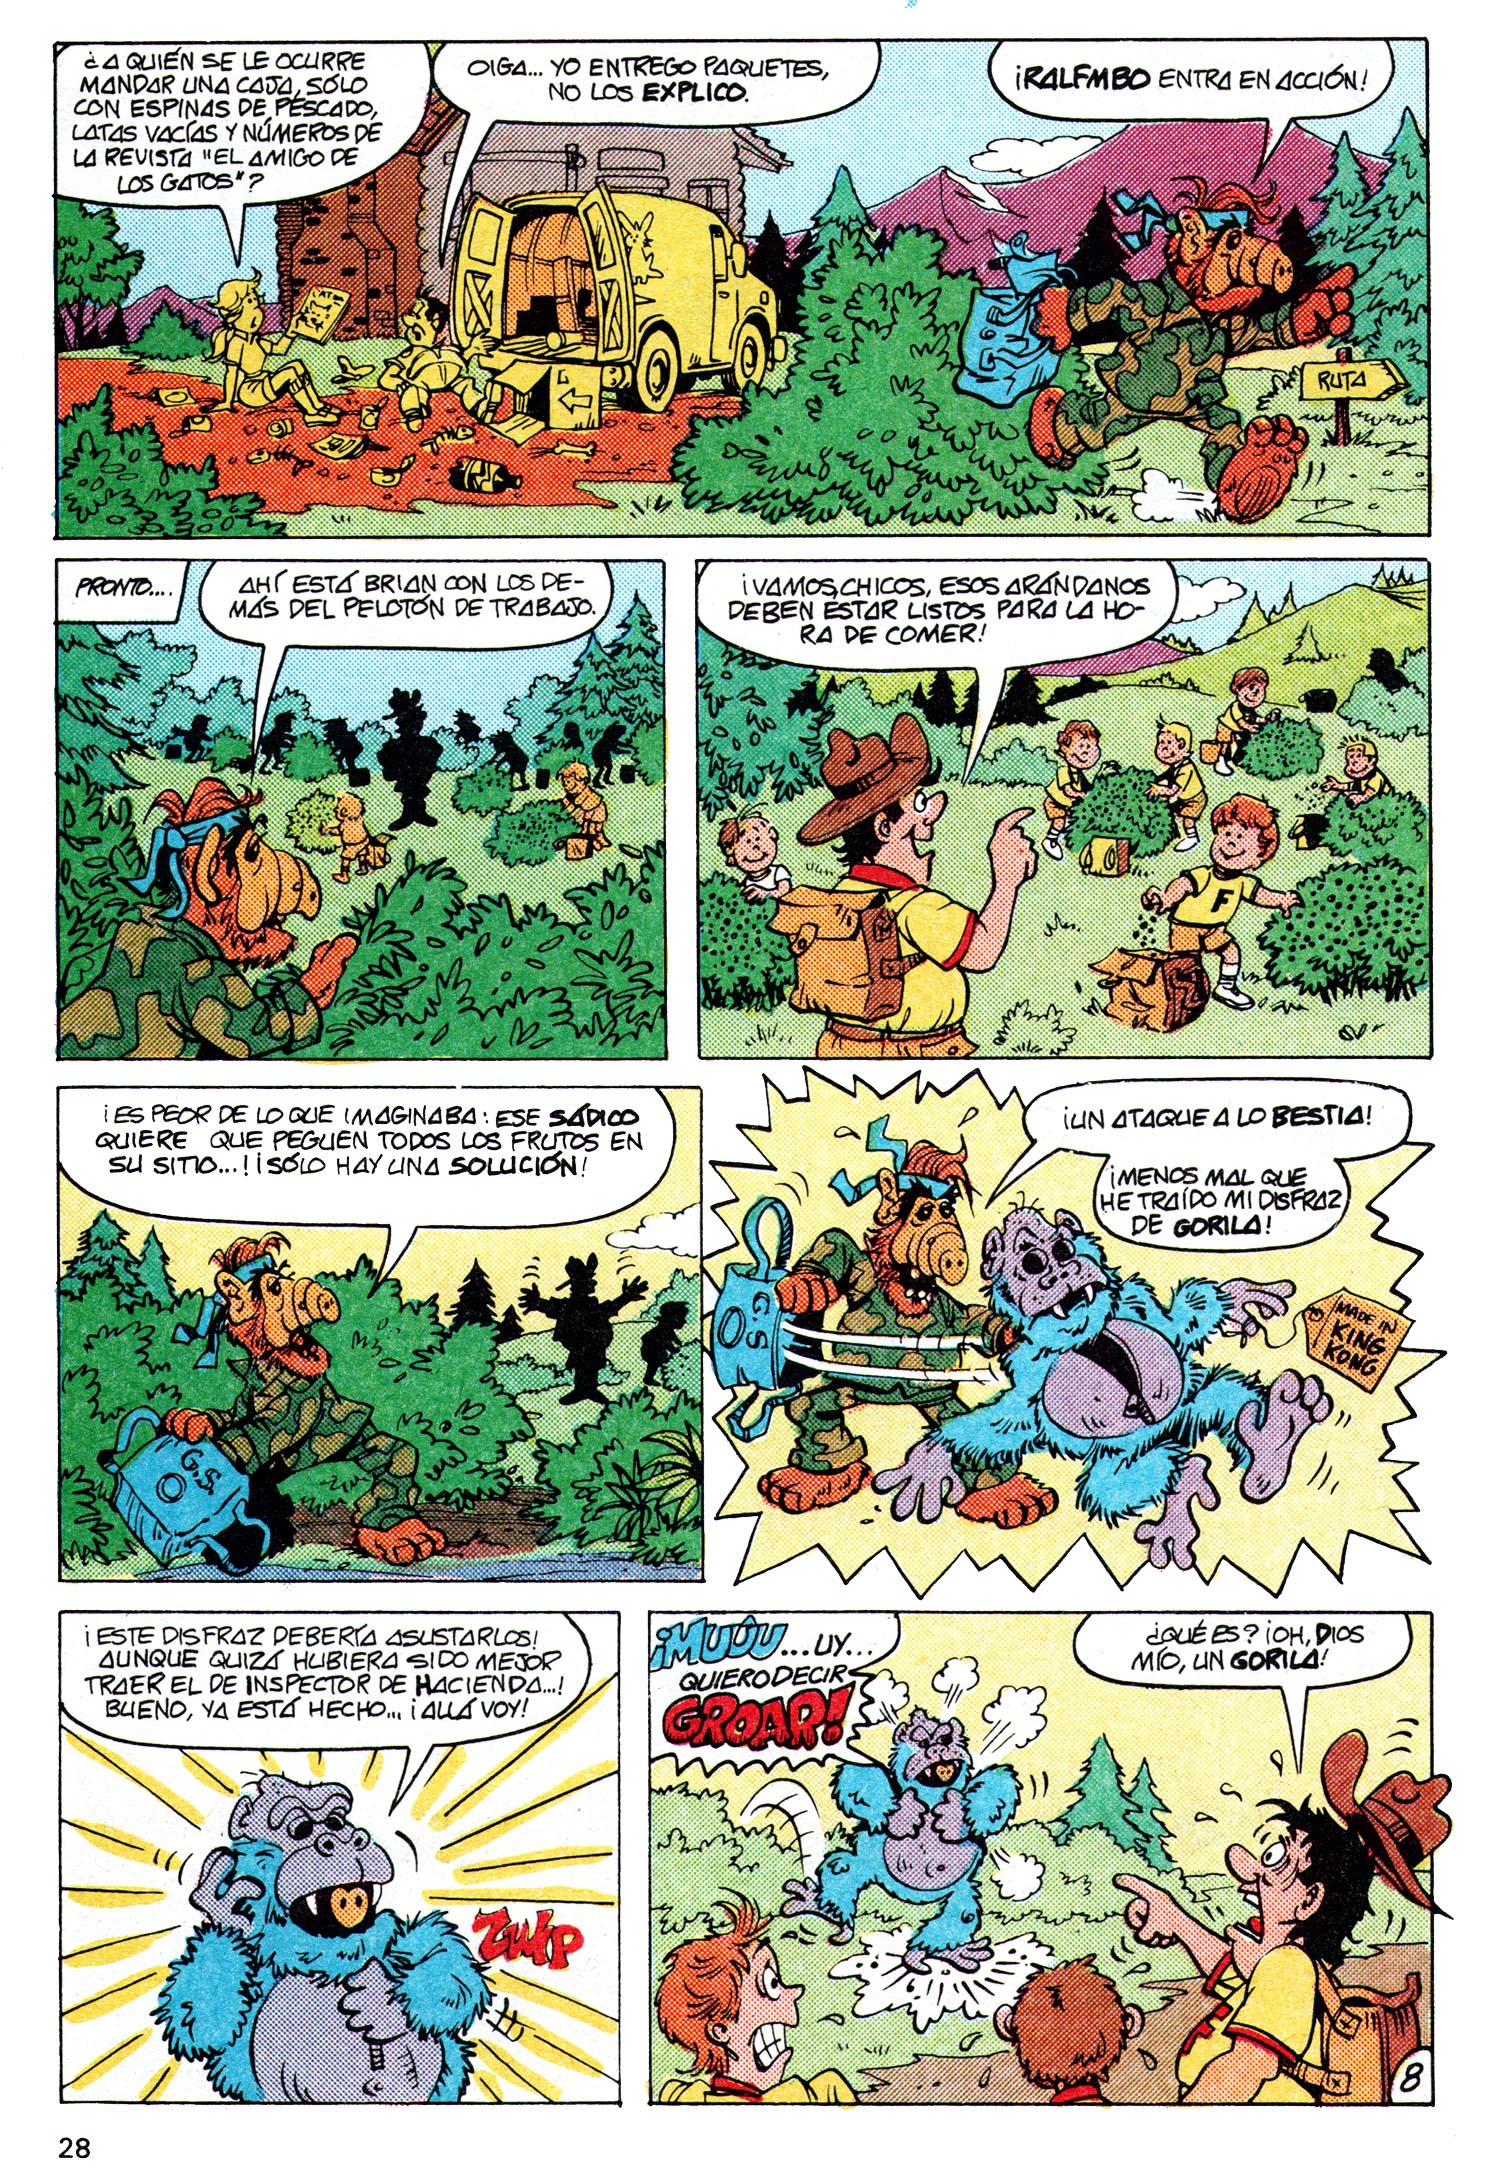 ¿A QUIÉN SE LE OCURRE
MANDAR UNA CAJA, SÓLO
CON ESPINAS DE PESCADO,
LATAS VACÍAS Y NÚMEROS DE
LA REVISTA "EL AMIGO DE
LOS GATOS"?
OIGA... YO ENTREGO PAQUETES,
NO LOS EXPLICO.
¡RALFMBO ENTRA EN ACCIÓN!
RUTA
PRONTO....
AHÍ ESTÁ BRIAN CON LOS DE-
MÁS DEL PELOTÓN DE TRABAJO.
¡VAMOS, CHICOS, ESOS ARÁNDANOS
DEBEN ESTAR LISTOS PARA LA HO-
RA DE COMER!
F
¡ES PEOR DE LO QUE IMAGINABA: ESE SÁDICO
QUIERE QUE PEGUEN TODOS LOS FRUTOS EN
SU SITIO...! ¡SÓLO HAY UNA SOLUCIÓN!
G.S
¡UN ATAQUE A LO BESTIA!
¡MENOS MAL QUE
HE TRAÍDO MI DISFRAZ
DE GORILA!
G.S
MADE IN
KING
KONG
¡ESTE DISFRAZ DEBERÍA ASUSTARLOS!
AUNQUE QUIZÁ HUBIERA SIDO MEJOR
TRAER EL DE INSPECTOR DE HACIENDA...!
BUENO, YA ESTÁ HECHO... ¡ALLÁ VOY!
ZWIP
¡MUÚU...UY...
QUIERO DECIR
GROAR!
¿QUÉ ES? ¡OH, DIOS
MÍO, UN GORILA!
8
28